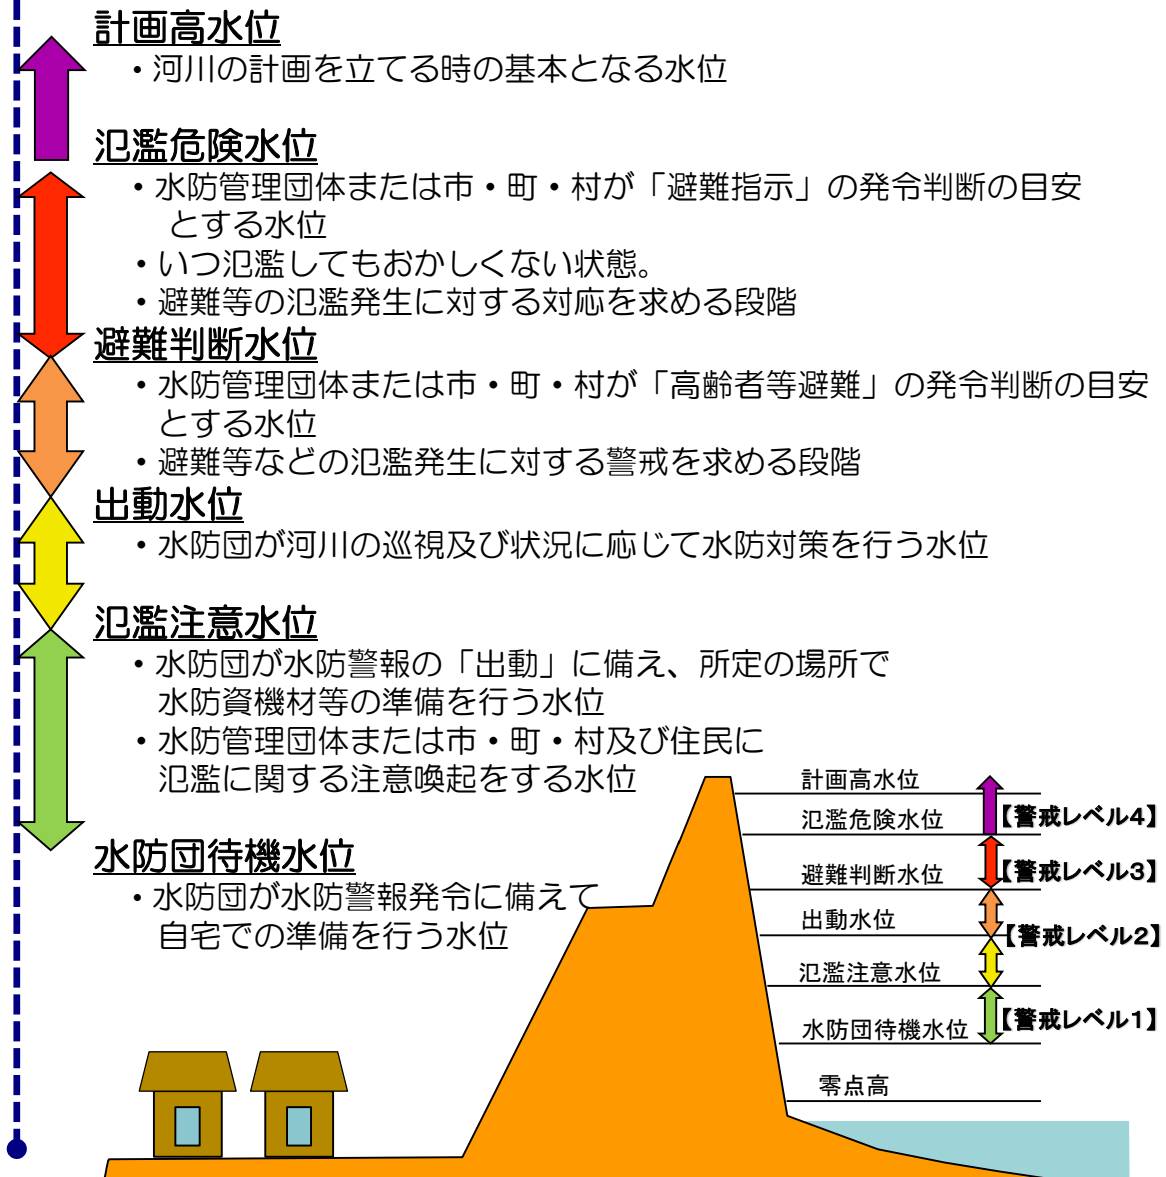 計画高水位
・河川の計画を立てる時の基本となる水位
氾濫危険水位
・水防管理団体または市・町・村が「避難指示」の発令判断の目安
とする水位
・いつ氾濫してもおかしくない状態。
・避難等の氾濫発生に対する対応を求める段階
避難判断水位
・水防管理団体または市・町・村が「高齢者等避難」の発令判断の目安
とする水位
・避難等などの氾濫発生に対する警戒を求める段階
出動水位
・水防団が河川の巡視及び状況に応じて水防対策を行う水位
氾濫注意水位
・水防団が水防警報の「出動」に備え、所定の場所で
水防資機材等の準備を行う水位
・水防管理団体または市・町・村及び住民に
氾濫に関する注意喚起をする水位
水防団待機水位
・水防団が水防警報発令に備えて
自宅での準備を行う水位
計画高水位
氾濫危険水位
【警戒レベル4】
避難判断水位
【警戒レベル3】
出動水位
【警戒レベル2】
氾濫注意水位
水防団待機水位
【警戒レベル1】
零点高